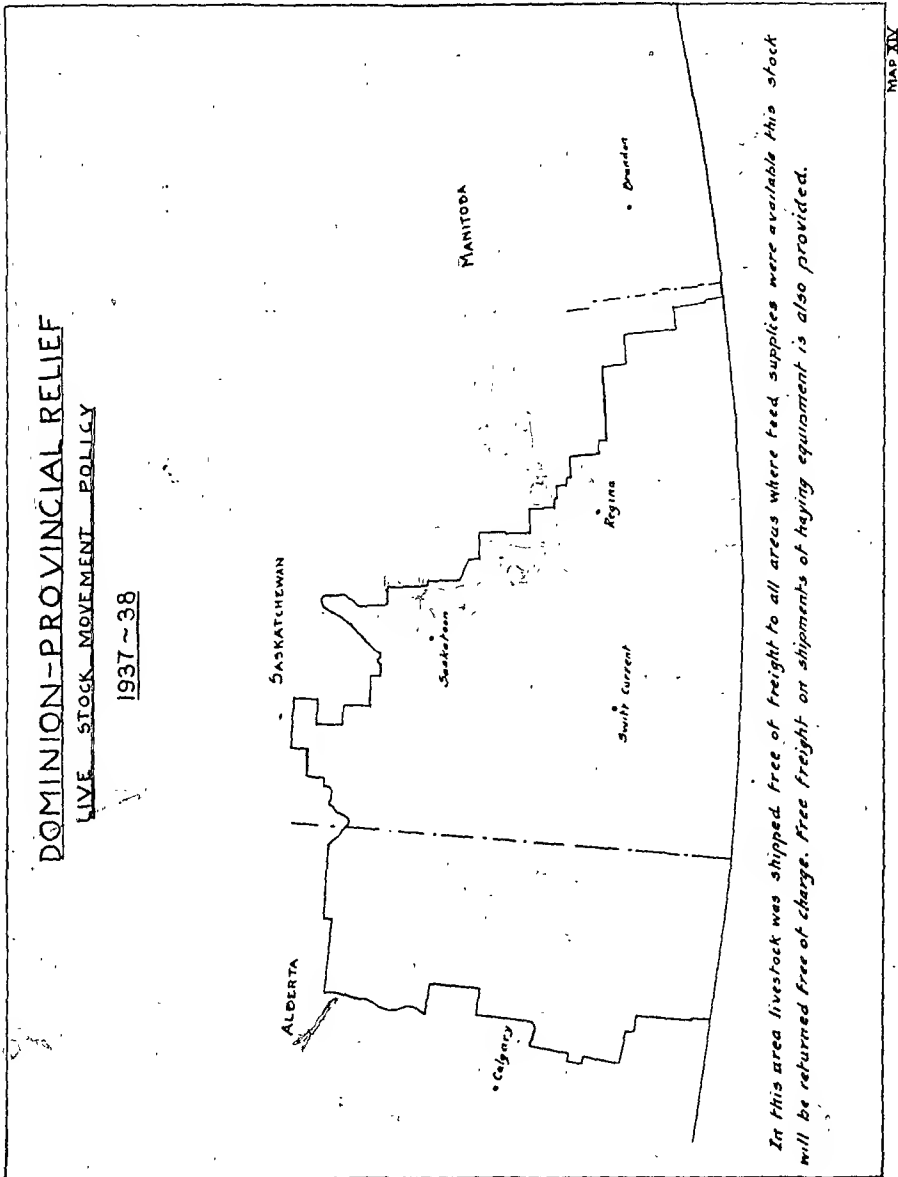 DOMINION-PROVINCIAL RELIEF
LIVE STOCK MOVEMENT POLICY
1937~38
SASKATCHEWAN
ALBERTA
MANITOBA
Saskatoon
Calgary
Swift Current
Regina
Brandon
In this area livestock was shipped free of freight to all areas where feed supplies were available this stock
will be returned free of charge. Free freight on shipments of haying equipment is also provided.
MAP XIV